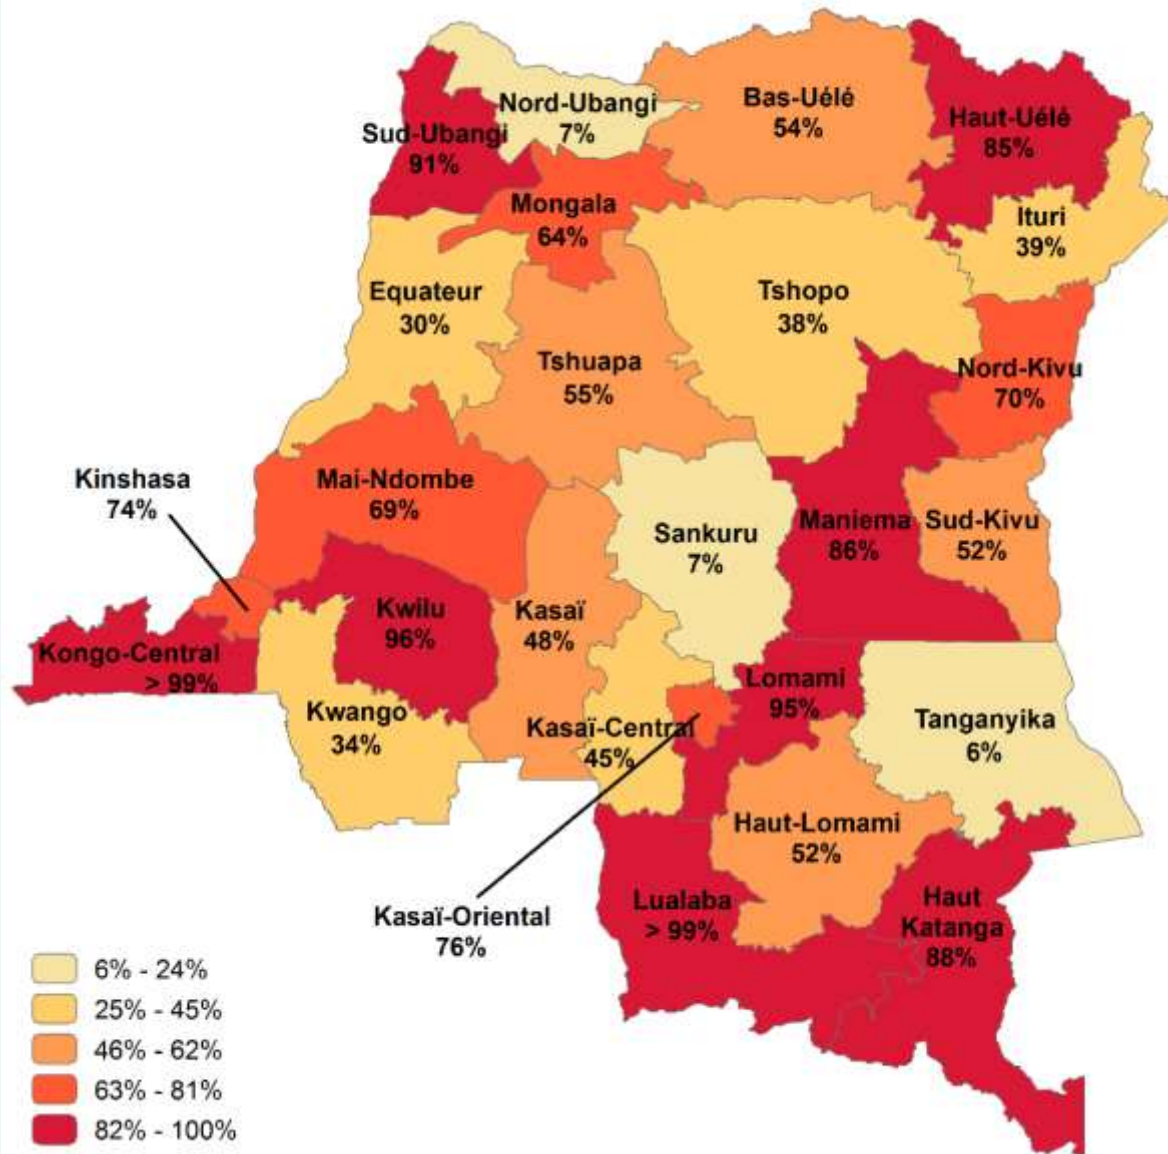 Nord-Ubangi
7%
Bas-Uélé
54%
Haut-Uélé
85%
Sud-Ubangi
91%
Mongala
64%
Ituri
39%
Equateur
30%
Tshopo
38%
Tshuapa
55%
Nord-Kivu
70%
Kinshasa
74%
Mai-Ndombe
69%
Sankuru
7%
Maniema
86%
Sud-Kivu
52%
Kwilu
96%
Kasaï
48%
Kongo-Central
> 99%
Lomami
95%
Kwango
34%
Kasaï-Central
45%
Tanganyika
6%
Haut-Lomami
52%
Kasaï-Oriental
76%
Lualaba
> 99%
Haut
Katanga
88%
6% - 24%
25% - 45%
46% - 62%
63% - 81%
82% - 100%